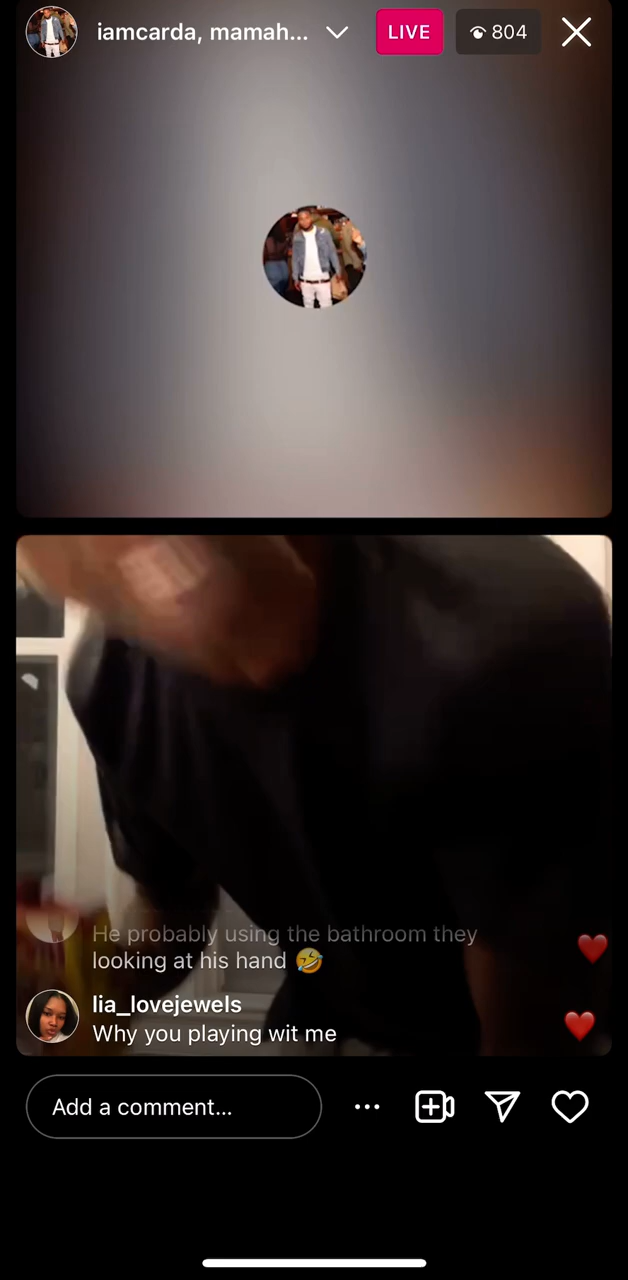 iamcarda, mamah...
LIVE
804
He probably using the bathroom they
looking at his hand 🤣
lia_lovejewels
Why you playing wit me
Add a comment...